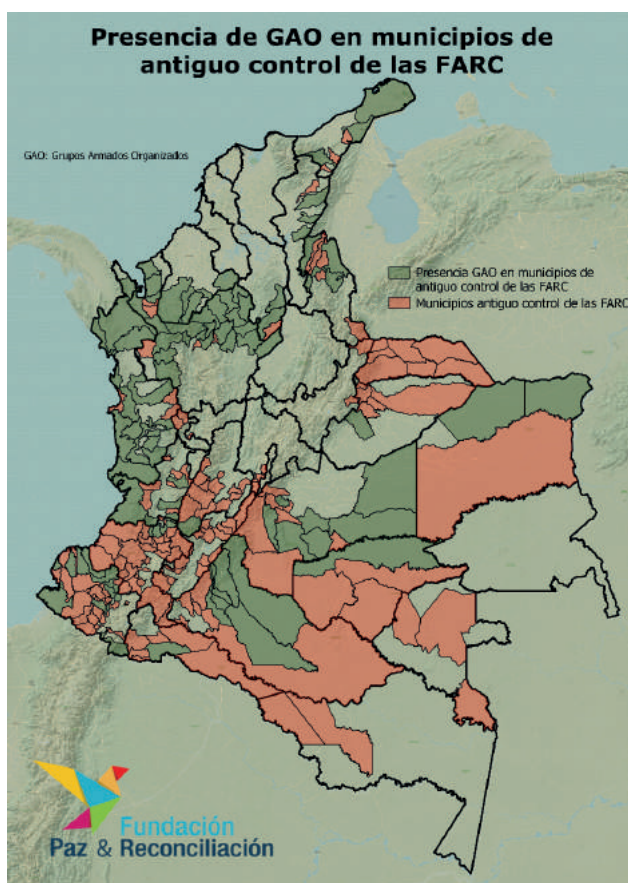 Presencia de GAO en municipios de
antiguo control de las FARC
GAO: Grupos Armados Organizados
Presencia GAO en municipios de
antiguo control de las FARC
Municipios antiguo control de las FARC
Fundación
Paz & Reconciliación